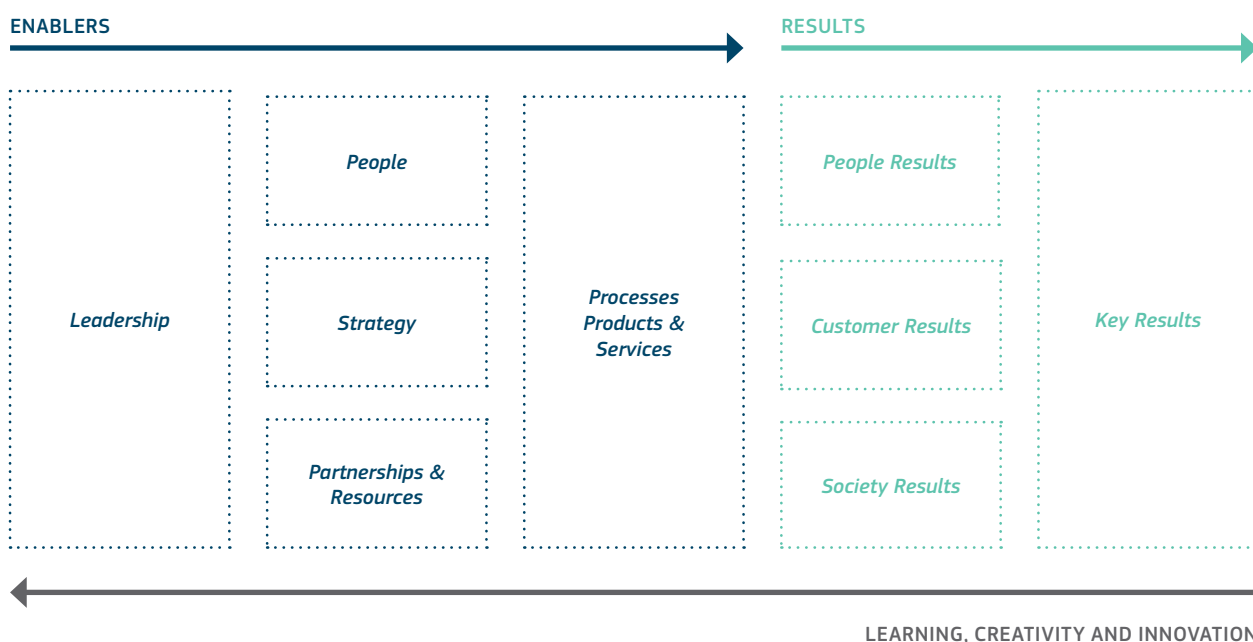 ENABLERS
RESULTS
Leadership
People
Strategy
Partnerships &
Resources
Processes
Products &
Services
People Results
Customer Results
Society Results
Key Results
LEARNING, CREATIVITY AND INNOVATION